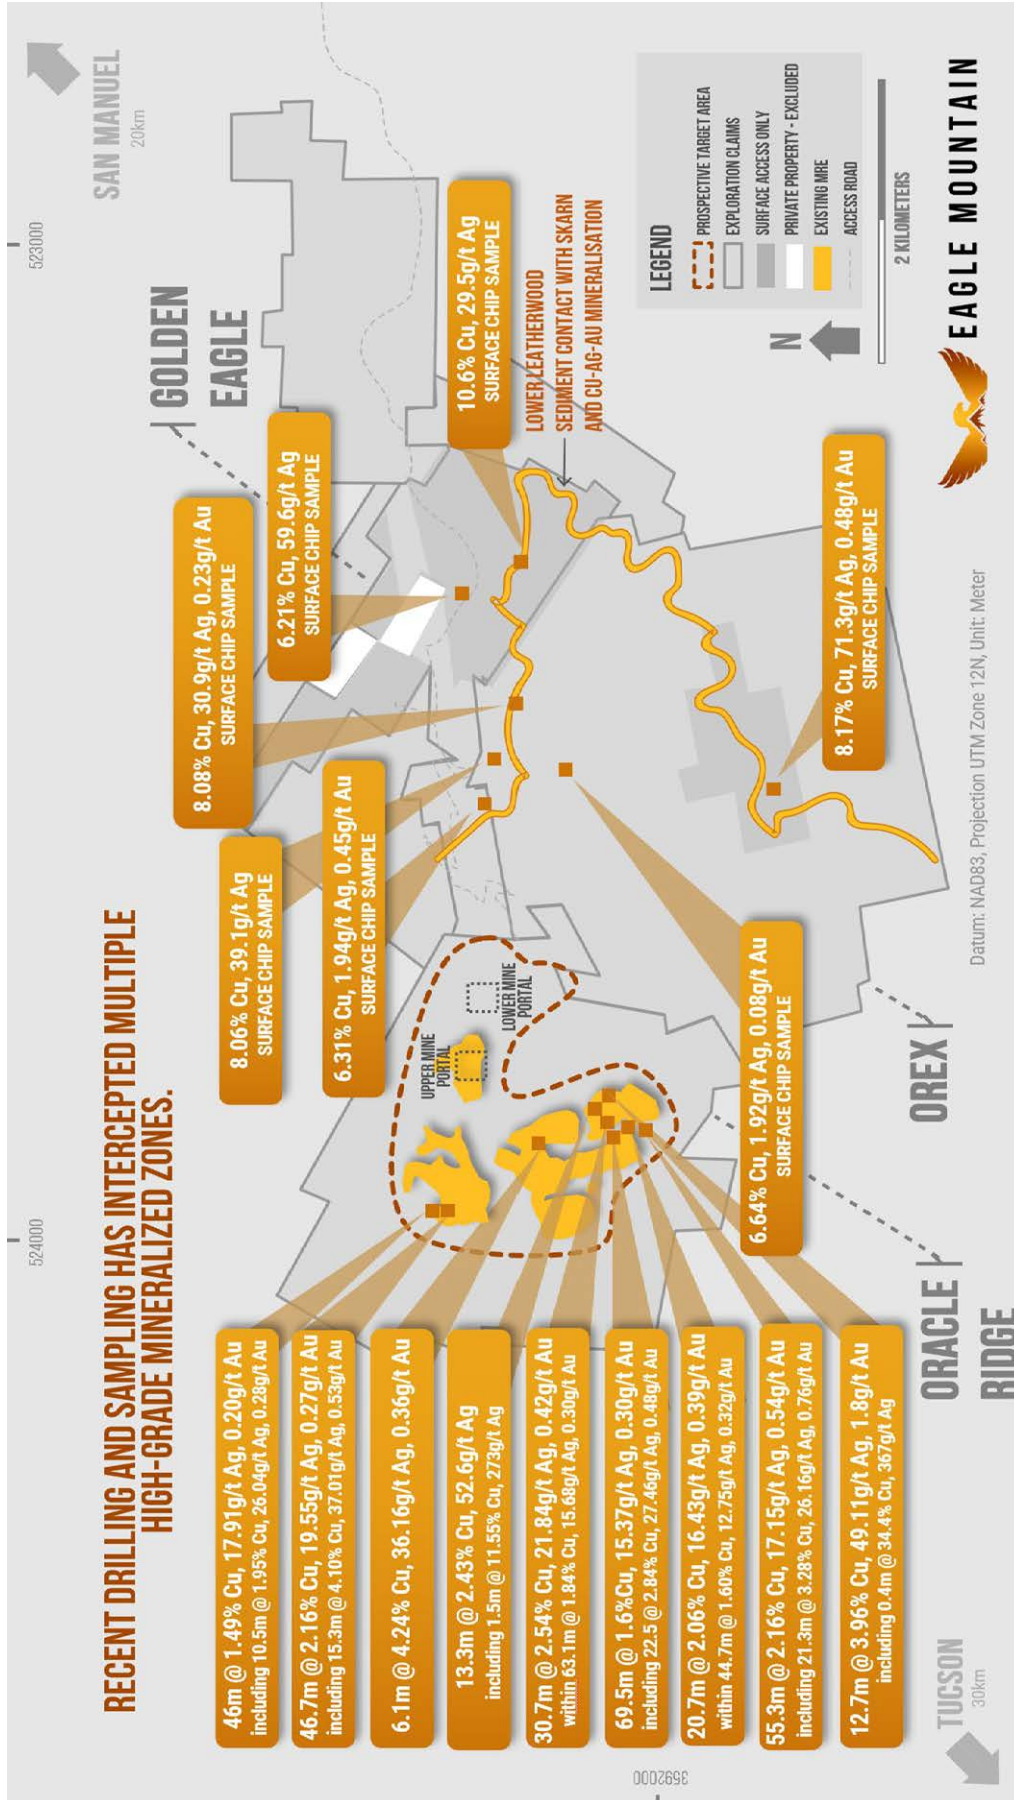 RECENT DRILLING AND SAMPLING HAS INTERCEPTED MULTIPLE
HIGH-GRADE MINERALIZED ZONES.
524000
523000
3592000
SAN MANUEL
20km
TUCSON
30km
GOLDEN
EAGLE
46m @ 1.49% Cu, 17.91g/t Ag, 0.20g/t Au
including 10.5m @ 1.95% Cu, 26.04g/t Ag, 0.28g/t Au
46.7m @ 2.16% Cu, 19.55g/t Ag, 0.27g/t Au
including 15.3m @ 4.10% Cu, 37.01g/t Ag, 0.53g/t Au
6.1m @ 4.24% Cu, 36.16g/t Ag, 0.36g/t Au
13.3m @ 2.43% Cu, 52.6g/t Ag
including 1.5m @ 11.55% Cu, 273g/t Ag
30.7m @ 2.54% Cu, 21.84g/t Ag, 0.42g/t Au
within 63.1m @ 1.84% Cu, 15.68g/t Ag, 0.30g/t Au
69.5m @ 1.6%Cu, 15.37g/t Ag, 0.30g/t Au
including 22.5 @ 2.84% Cu, 27.46g/t Ag, 0.48g/t Au
20.7m @ 2.06% Cu, 16.43g/t Ag, 0.39g/t Au
within 44.7m @ 1.60% Cu, 12.75g/t Ag, 0.32g/t Au
55.3m @ 2.16% Cu, 17.15g/t Ag, 0.54g/t Au
including 21.3m @ 3.28% Cu, 26.16g/t Ag, 0.76g/t Au
12.7m @ 3.96% Cu, 49.11g/t Ag, 1.8g/t Au
including 0.4m @ 34.4% Cu, 367g/t Ag
8.06% Cu, 39.1g/t Ag
SURFACE CHIP SAMPLE
8.08% Cu, 30.9g/t Ag, 0.23g/t Au
SURFACE CHIP SAMPLE
6.21% Cu, 59.6g/t Ag
SURFACE CHIP SAMPLE
6.31% Cu, 1.94g/t Ag, 0.45g/t Au
SURFACE CHIP SAMPLE
10.6% Cu, 29.5g/t Ag
SURFACE CHIP SAMPLE
UPPER MINE
PORTAL
LOWER MINE
PORTAL
LOWER LEATHERWOOD
SEDIMENT CONTACT WITH SKARN
AND CU-AG-AU MINERALISATION
6.64% Cu, 1.92g/t Ag, 0.08g/t Au
SURFACE CHIP SAMPLE
8.17% Cu, 71.3g/t Ag, 0.48g/t Au
SURFACE CHIP SAMPLE
ORACLE
RIDGE
OREX
LEGEND
PROSPECTIVE TARGET AREA
EXPLORATION CLAIMS
SURFACE ACCESS ONLY
PRIVATE PROPERTY - EXCLUDED
EXISTING MRE
ACCESS ROAD
N
2 KILOMETERS
Datum: NAD83, Projection UTM Zone 12N, Unit: Meter
EAGLE MOUNTAIN